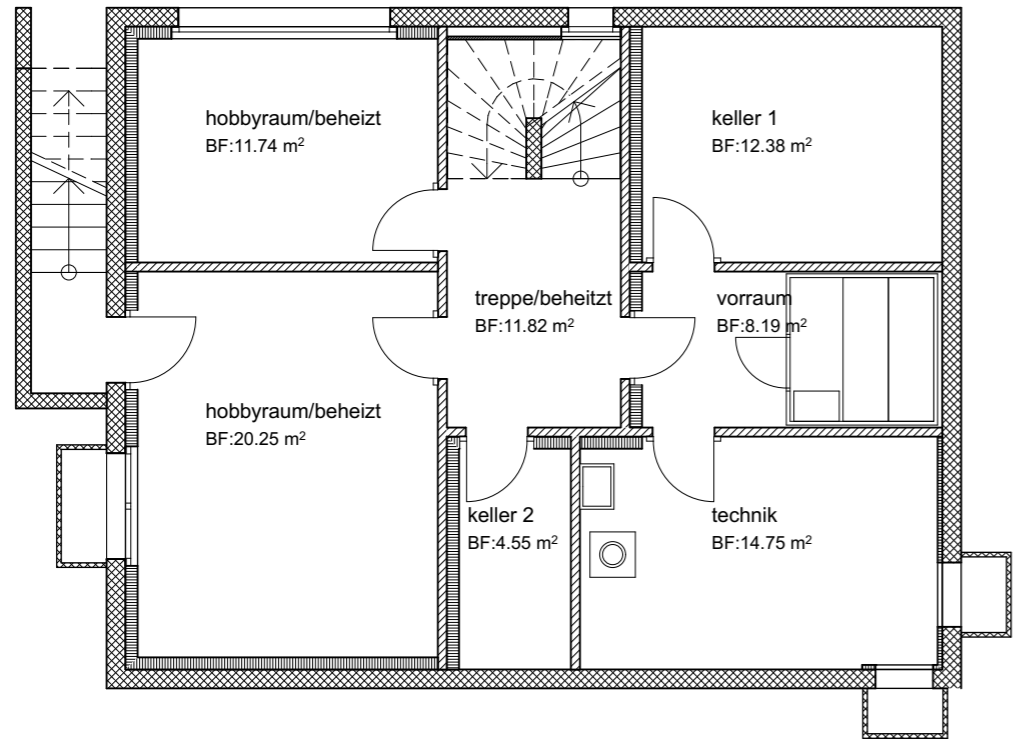 hobbyraum/beheizt
BF:11.74 m²
keller 1
BF:12.38 m²
treppe/beheitzt
BF:11.82 m²
vorraum
BF:8.19 m²
hobbyraum/beheizt
BF:20.25 m²
keller 2
BF:4.55 m²
technik
BF:14.75 m²